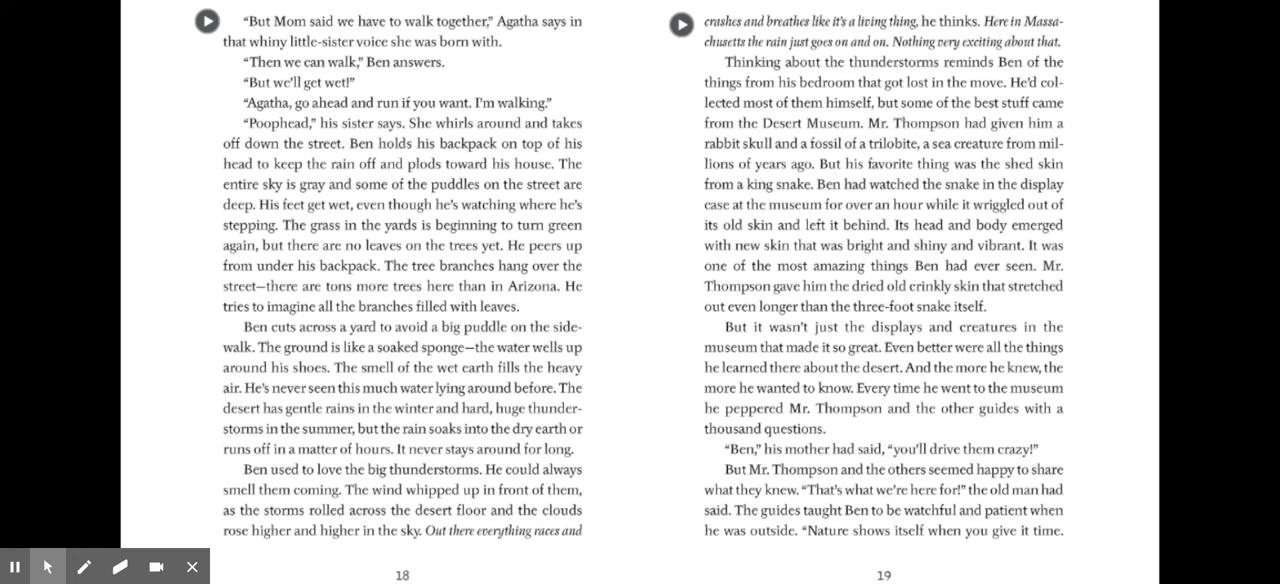 “But Mom said we have to walk together,” Agatha says in
that whiny little-sister voice she was born with.
“Then we can walk,” Ben answers.
“But we’ll get wet!”
“Agatha, go ahead and run if you want. I’m walking.”
“Poophead,” his sister says. She whirls around and takes
off down the street. Ben holds his backpack on top of his
head to keep the rain off and plods toward his house. The
entire sky is gray and some of the puddles on the street are
deep. His feet get wet, even though he’s watching where he’s
stepping. The grass in the yards is beginning to turn green
again, but there are no leaves on the trees yet. He peers up
from under his backpack. The tree branches hang over the
street—there are tons more trees here than in Arizona. He
tries to imagine all the branches filled with leaves.
Ben cuts across a yard to avoid a big puddle on the side-
walk. The ground is like a soaked sponge—the water wells up
around his shoes. The smell of the wet earth fills the heavy
air. He’s never seen this much water lying around before. The
desert has gentle rains in the winter and hard, huge thunder-
storms in the summer, but the rain soaks into the dry earth or
runs off in a matter of hours. It never stays around for long.
Ben used to love the big thunderstorms. He could always
smell them coming. The wind whipped up in front of them,
as the storms rolled across the desert floor and the clouds
rose higher and higher in the sky. Out there everything races and
18
crashes and breathes like it’s a living thing, he thinks. Here in Massa-
chusetts the rain just goes on and on. Nothing very exciting about that.
Thinking about the thunderstorms reminds Ben of the
things from his bedroom that got lost in the move. He’d col-
lected most of them himself, but some of the best stuff came
from the Desert Museum. Mr. Thompson had given him a
rabbit skull and a fossil of a trilobite, a sea creature from mil-
lions of years ago. But his favorite thing was the shed skin
from a king snake. Ben had watched the snake in the display
case at the museum for over an hour while it wriggled out of
its old skin and left it behind. Its head and body emerged
with new skin that was bright and shiny and vibrant. It was
one of the most amazing things Ben had ever seen. Mr.
Thompson gave him the dried old crinkly skin that stretched
out even longer than the three-foot snake itself.
But it wasn’t just the displays and creatures in the
museum that made it so great. Even better were all the things
he learned there about the desert. And the more he knew, the
more he wanted to know. Every time he went to the museum
he peppered Mr. Thompson and the other guides with a
thousand questions.
“Ben,” his mother had said, “you’ll drive them crazy!”
But Mr. Thompson and the others seemed happy to share
what they knew. “That’s what we’re here for!” the old man had
said. The guides taught Ben to be watchful and patient when
he was outside. “Nature shows itself when you give it time.
19